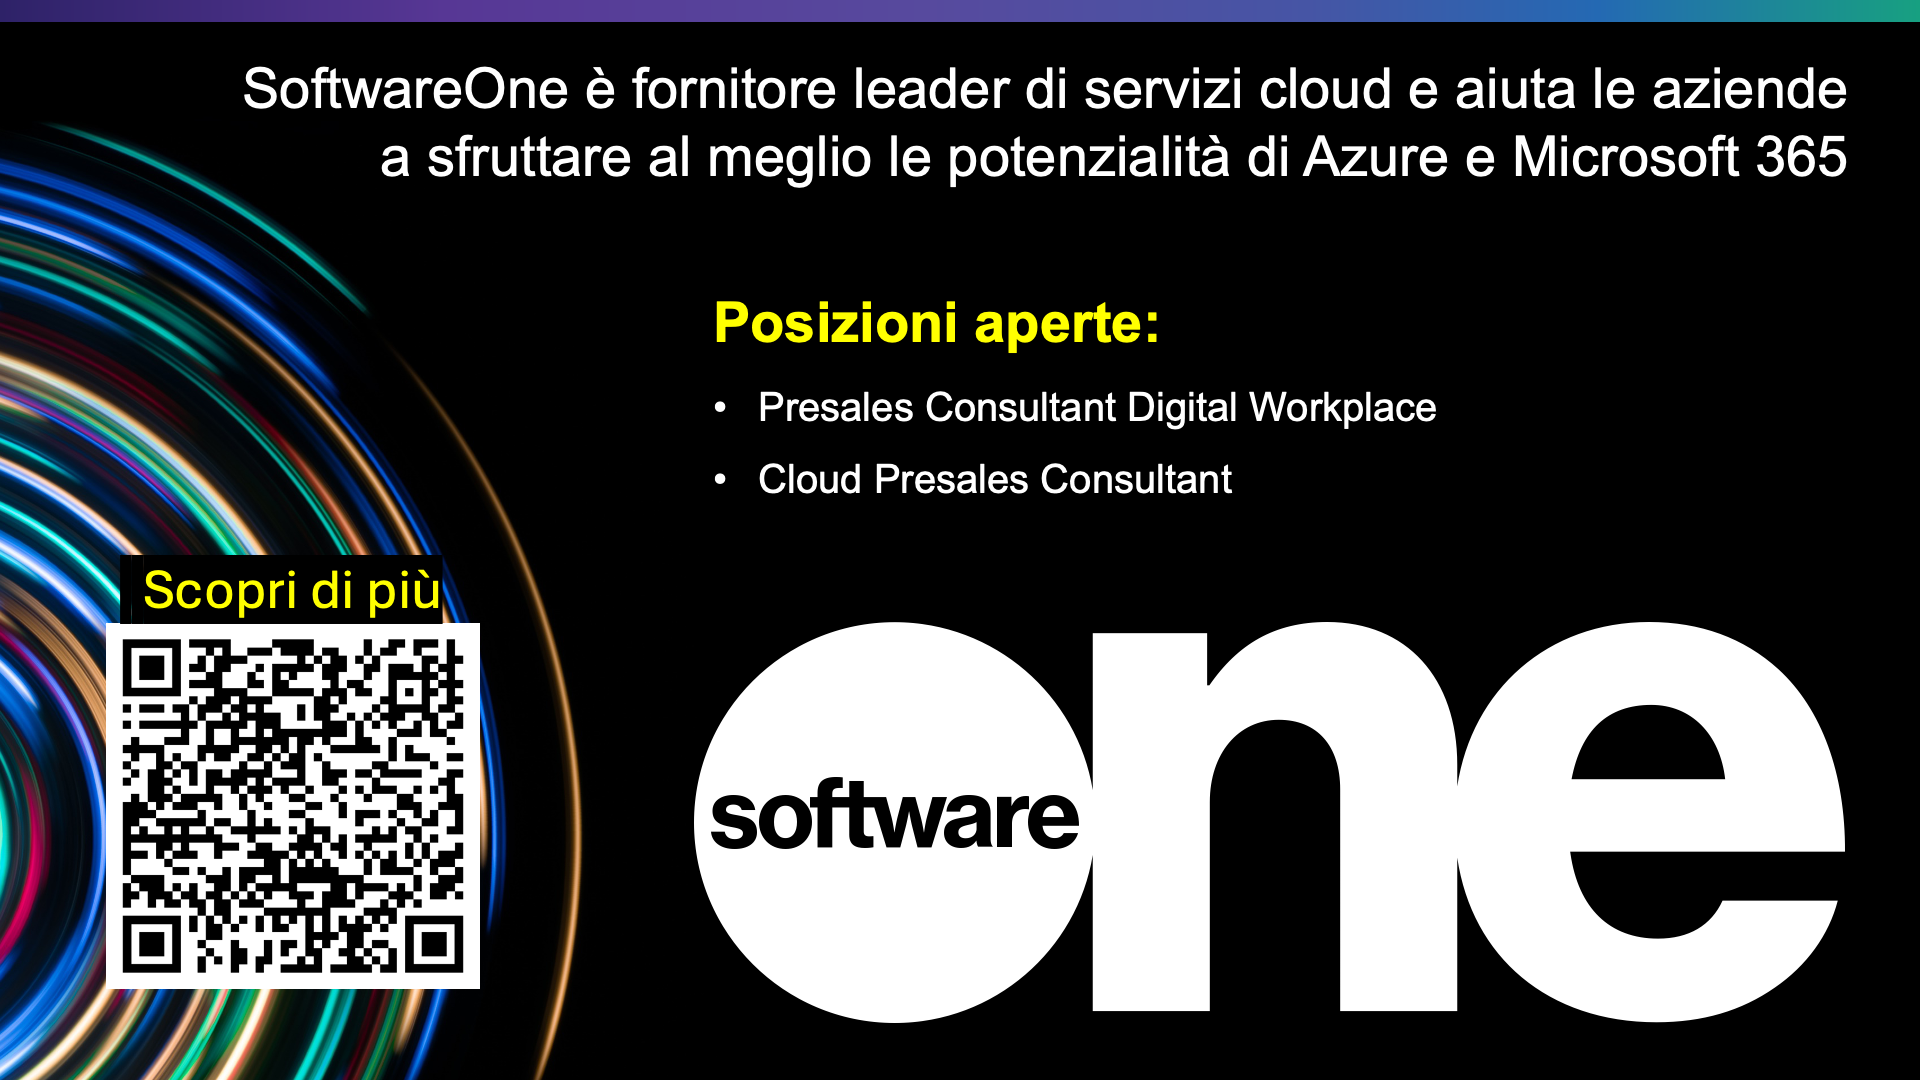 SoftwareOne è fornitore leader di servizi cloud e aiuta le aziende
a sfruttare al meglio le potenzialità di Azure e Microsoft 365
Posizioni aperte:
• Presales Consultant Digital Workplace
• Cloud Presales Consultant
Scopri di più
software one